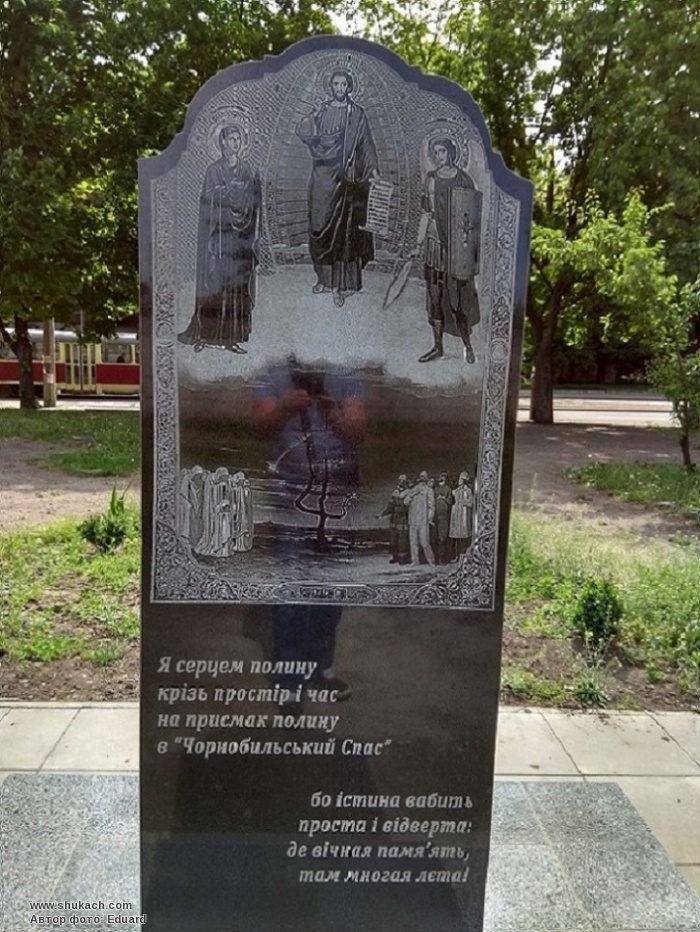 Я серцем полину
крізь простір і час
на присмак полину
в "Чорнобильський Спас"
бо істина вабить
проста і відверта:
де вічная пам'ять,
там многая лєта!
www.shukach.com
Автор фото: Eduard